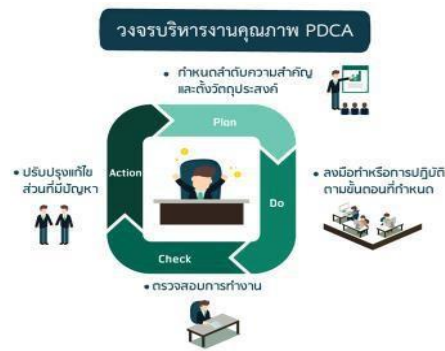 วงจรบริหารงานคุณภาพ PDCA
• กำหนดลำดับความสำคัญ
และตั้งวัตถุประสงค์
Plan
• ปรับปรุงแก้ไข
ส่วนที่มีปัญหา
Action
Do
• ลงมือทำหรือการปฏิบัติ
ตามขั้นตอนที่กำหนด
Check
• ตรวจสอบการทำงาน